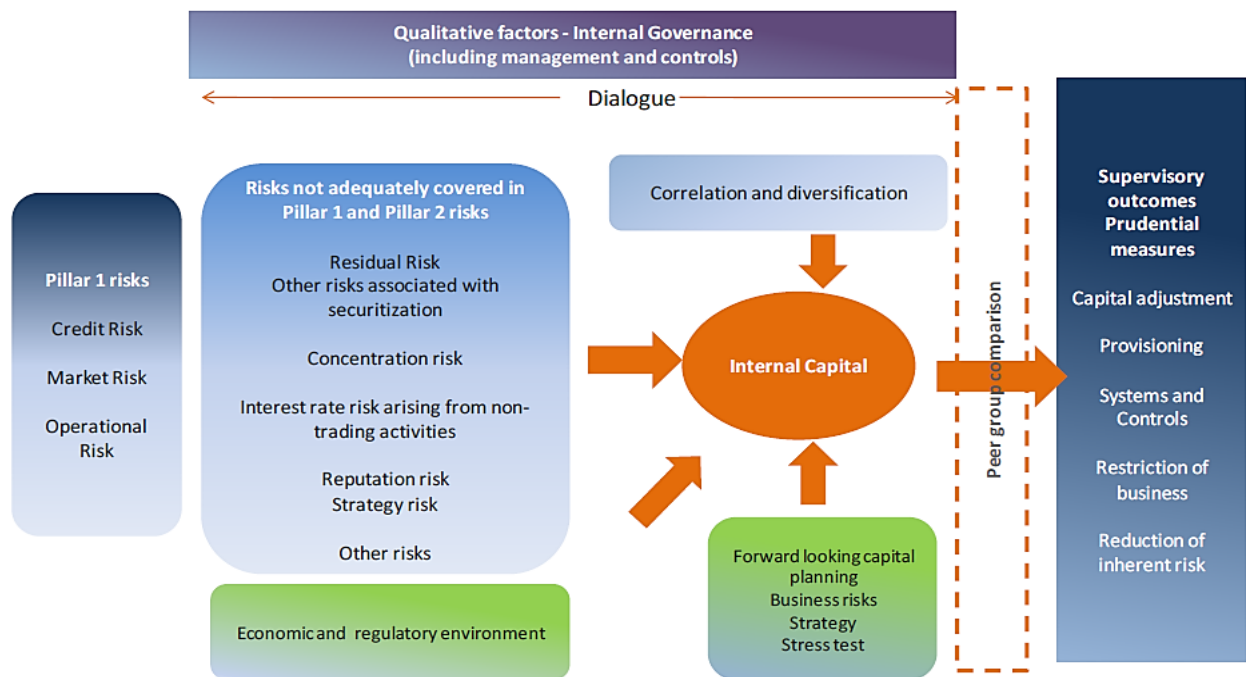 Qualitative factors - Internal Governance
(including management and controls)
Dialogue
Pillar 1 risks
Credit Risk
Market Risk
Operational
Risk
Risks not adequately covered in
Pillar 1 and Pillar 2 risks
Residual Risk
Other risks associated with
securitization
Concentration risk
Interest rate risk arising from non-
trading activities
Reputation risk
Strategy risk
Other risks
Economic and regulatory environment
Correlation and diversification
Internal Capital
Forward looking capital
planning
Business risks
Strategy
Stress test
Peer group comparison
Supervisory
outcomes
Prudential
measures
Capital adjustment
Provisioning
Systems and
Controls
Restriction of
business
Reduction of
inherent risk